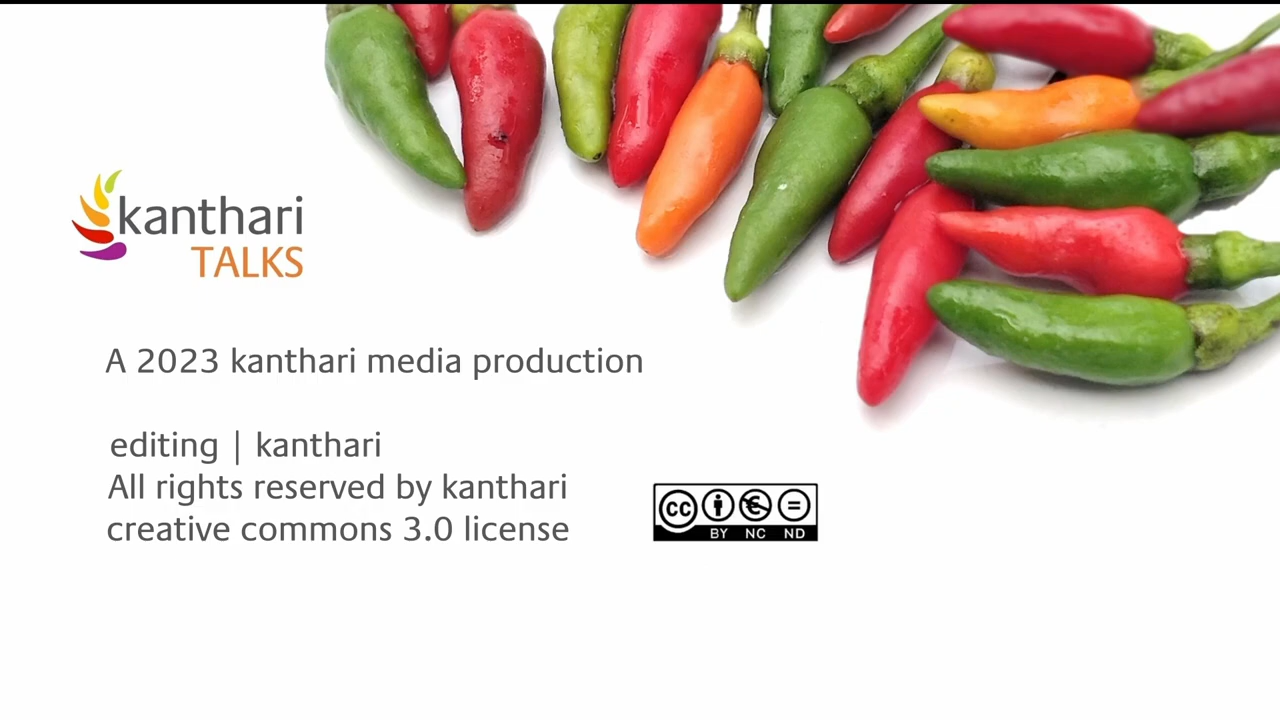 kanthari
TALKS
A 2023 kanthari media production
editing | kanthari
All rights reserved by kanthari
creative commons 3.0 license
cc € =
BY NC ND